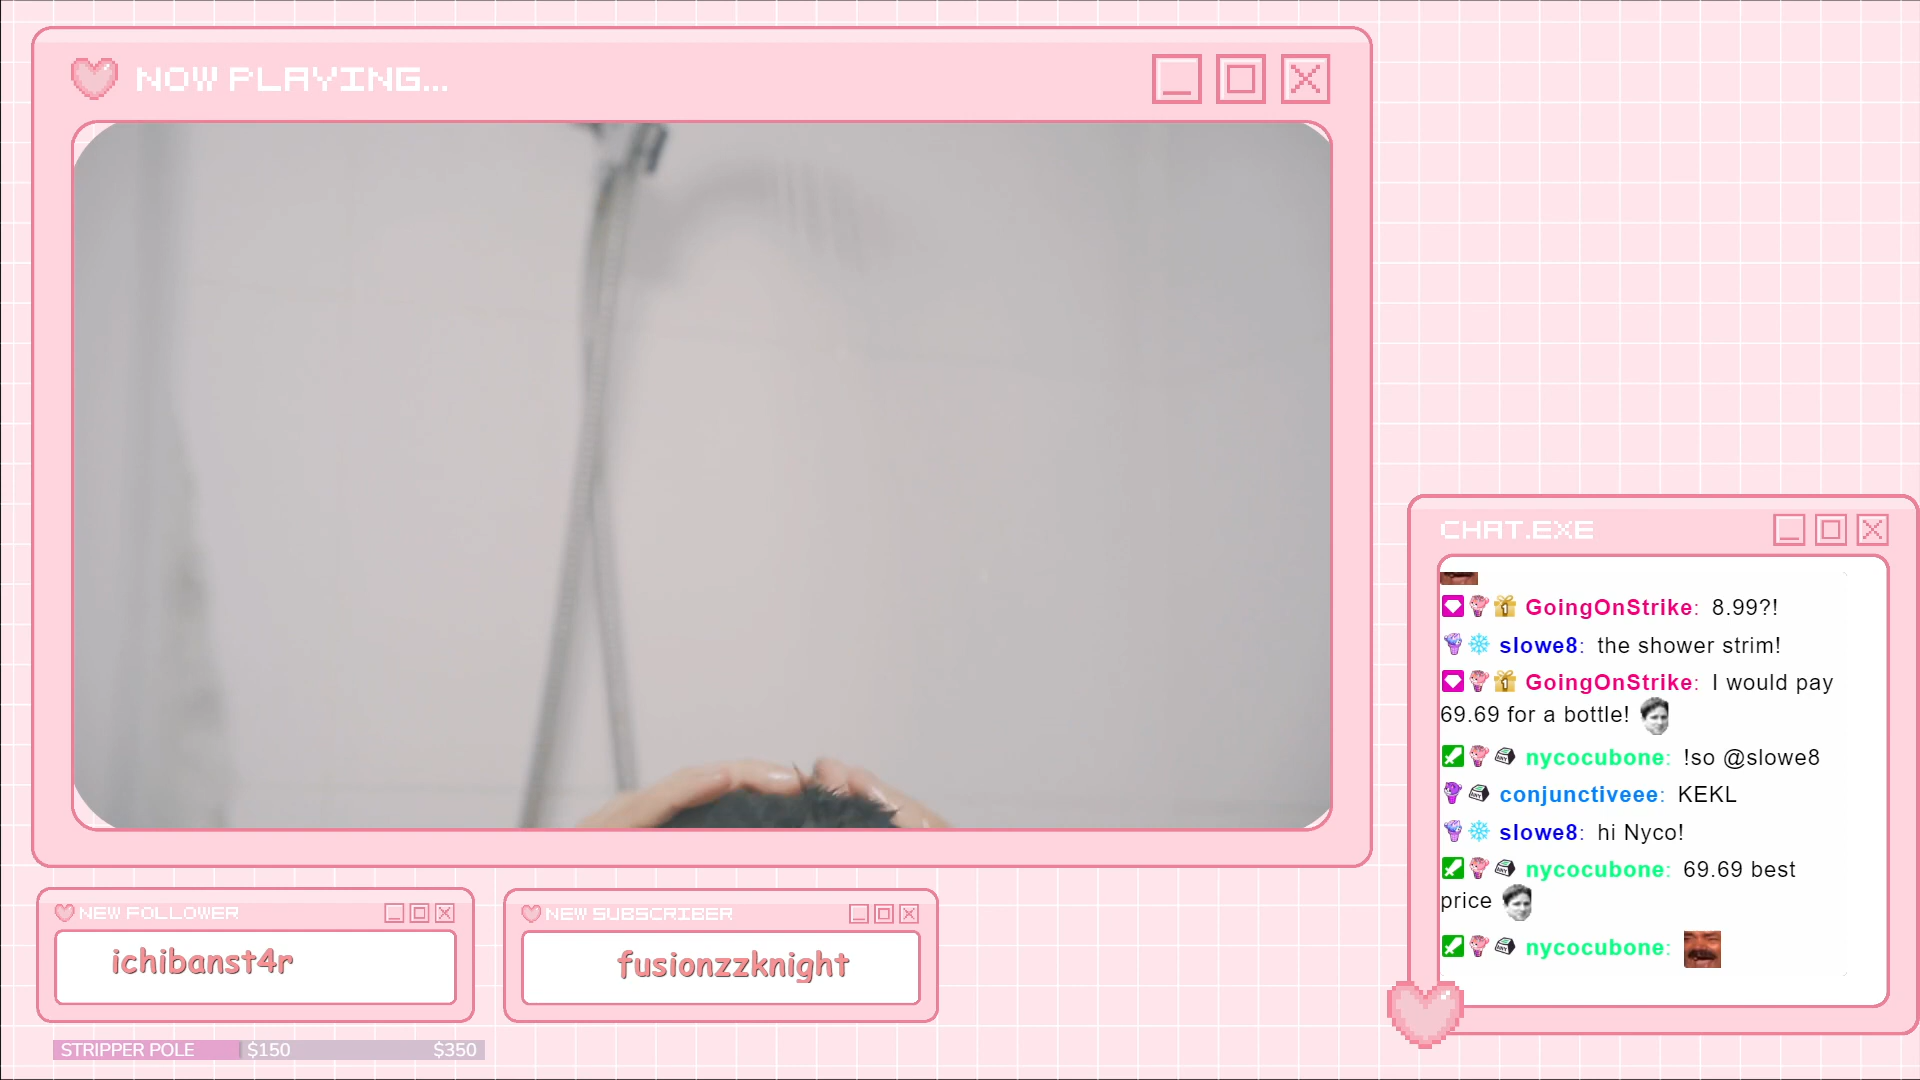 NOW PLAYING...
CHAT.EXE
GoingOnStrike: 8.99?!
slowe8: the shower strim!
GoingOnStrike: I would pay
69.69 for a bottle!
nycocubone: !so @slowe8
conjunctiveee: KEKL
slowe8: hi Nyco!
nycocubone: 69.69 best
price
nycocubone:
NEW FOLLOWER
ichibanst4r
NEW SUBSCRIBER
fusionzzknight
STRIPPER POLE $150 $350